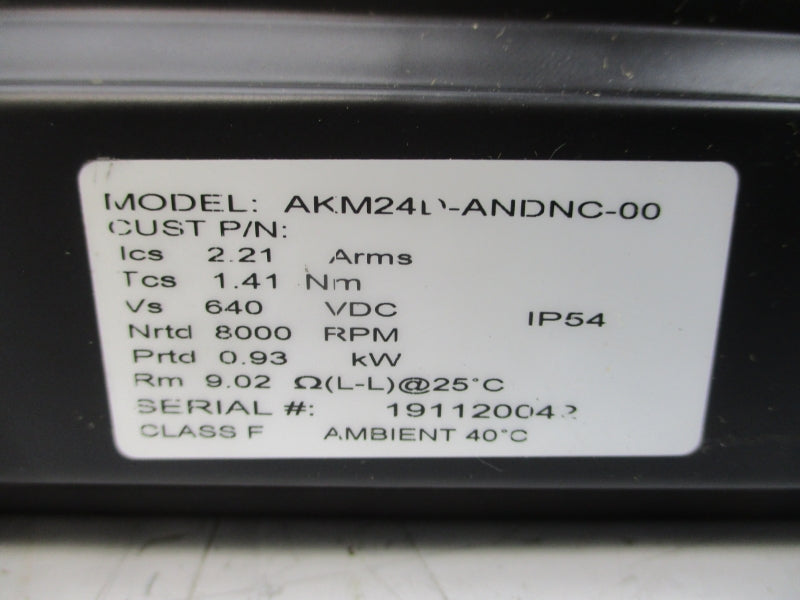 MODEL: AKM24D-ANDNC-00
CUST P/N:
Ics 2.21 Arms
Tcs 1.41 Nm
Vs 640 VDC IP54
Nrtd 8000 RPM
Prtd 0.93 kW
Rm 9.02 Ω(L-L)@25°C
SERIAL #:
CLASS F AMBIENT 40°C